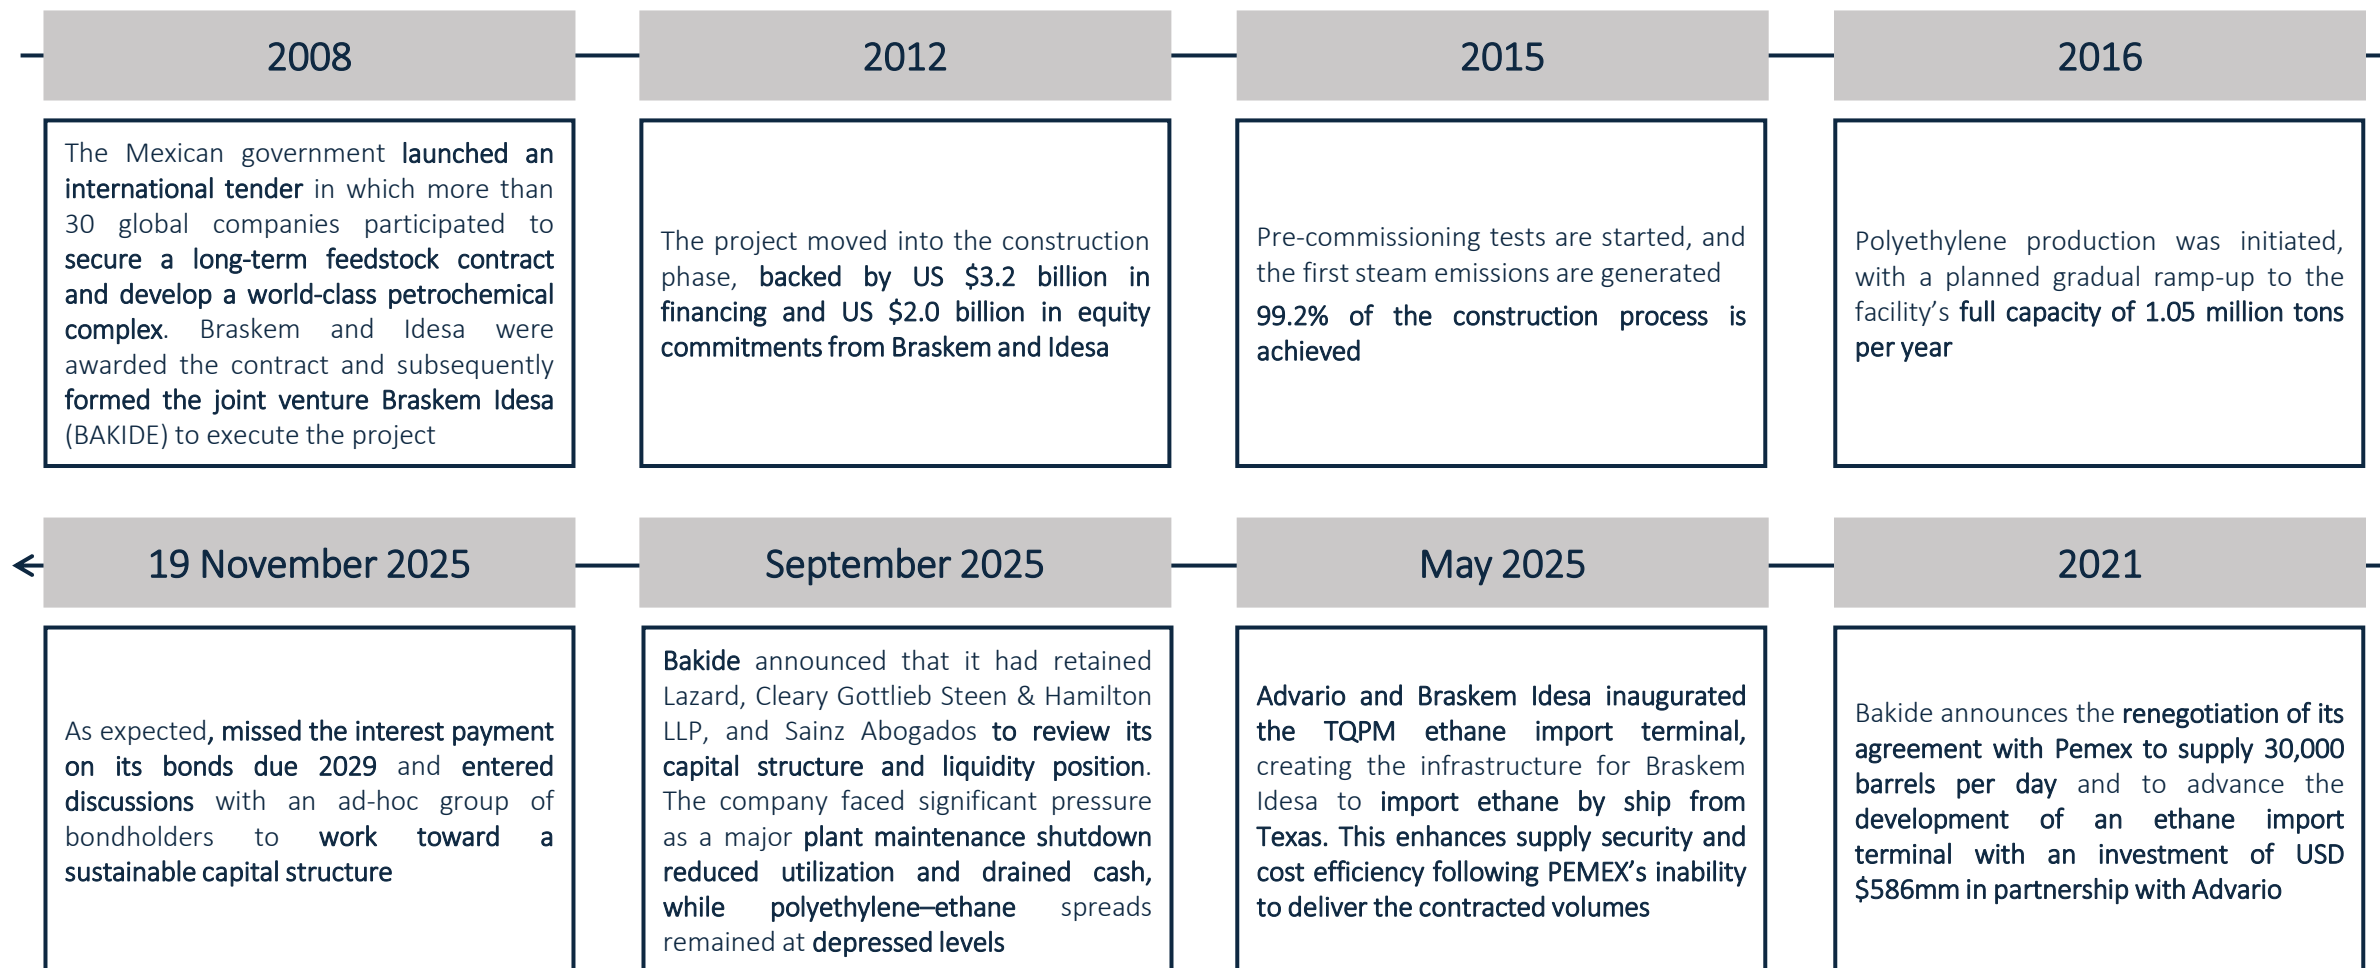 2008
The Mexican government launched an
international tender in which more than
30 global companies participated to
secure a long-term feedstock contract
and develop a world-class petrochemical
complex. Braskem and Idesa were
awarded the contract and subsequently
formed the joint venture Braskem Idesa
(BAKIDE) to execute the project
2012
The project moved into the construction
phase, backed by US $3.2 billion in
financing and US $2.0 billion in equity
commitments from Braskem and Idesa
2015
Pre-commissioning tests are started, and
the first steam emissions are generated
99.2% of the construction process is
achieved
2016
Polyethylene production was initiated,
with a planned gradual ramp-up to the
facility’s full capacity of 1.05 million tons
per year
19 November 2025
As expected, missed the interest payment
on its bonds due 2029 and entered
discussions with an ad-hoc group of
bondholders to work toward a
sustainable capital structure
September 2025
Bakide announced that it had retained
Lazard, Cleary Gottlieb Steen & Hamilton
LLP, and Sainz Abogados to review its
capital structure and liquidity position.
The company faced significant pressure
as a major plant maintenance shutdown
reduced utilization and drained cash,
while polyethylene–ethane spreads
remained at depressed levels
May 2025
Advario and Braskem Idesa inaugurated
the TQPM ethane import terminal,
creating the infrastructure for Braskem
Idesa to import ethane by ship from
Texas. This enhances supply security and
cost efficiency following PEMEX’s inability
to deliver the contracted volumes
2021
Bakide announces the renegotiation of its
agreement with Pemex to supply 30,000
barrels per day and to advance the
development of an ethane import
terminal with an investment of USD
$586mm in partnership with Advario